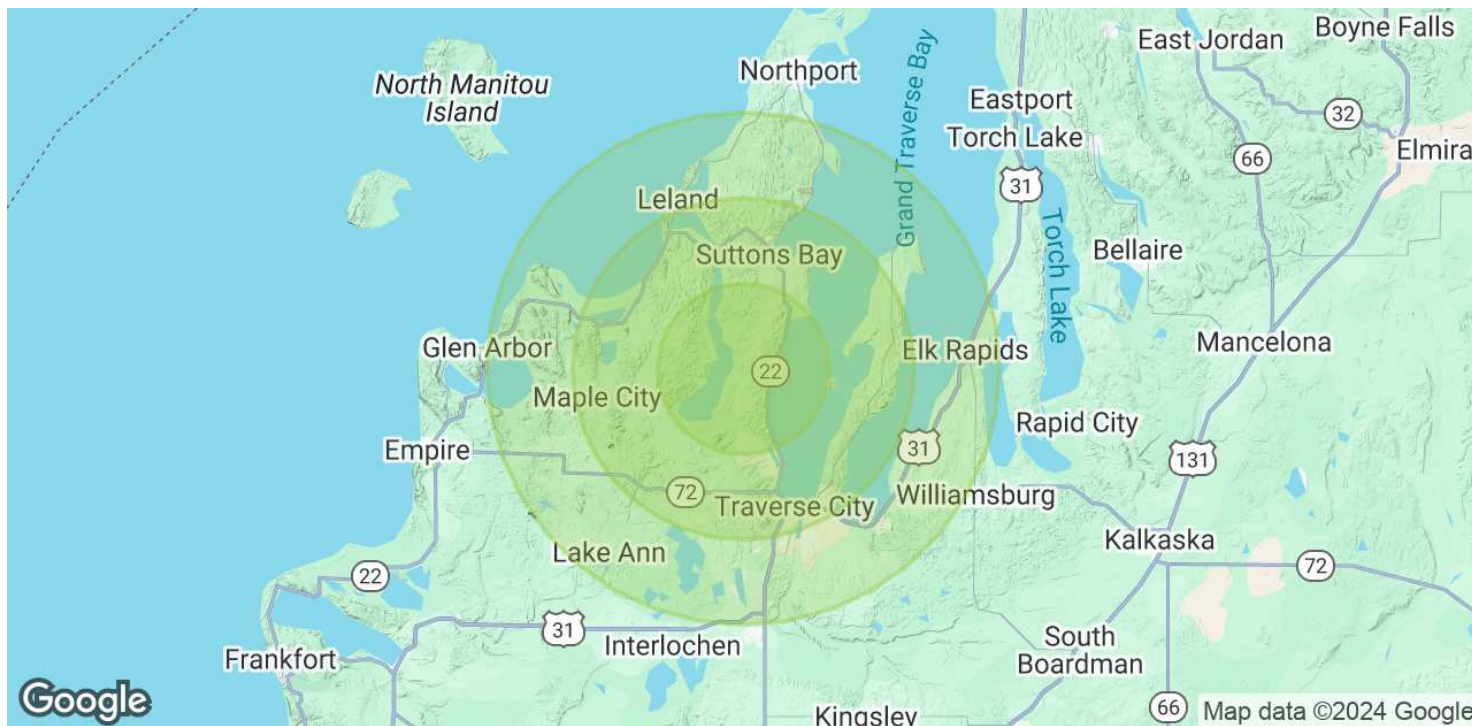 Boyne Falls
East Jordan
North Manitou
Island
Northport
Eastport
32
Torch Lake
66
Elmira
31
Leland
Grand Traverse Bay
Torch Lake
Suttons Bay
Bellaire
Glen Arbor
Elk Rapids
Mancelona
22
Maple City
Rapid City
Empire
31
131
72
Williamsburg
Traverse City
Kalkaska
Lake Ann
22
72
31
Interlochen
South
Boardman
Frankfort
Google
Kingsley
66
Map data ©2024 Google